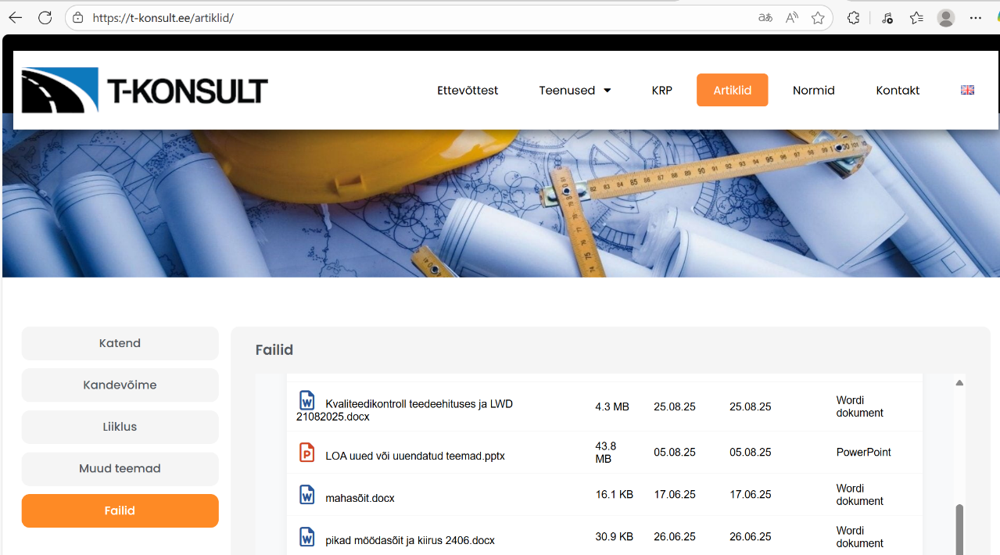 https://t-konsult.ee/artiklid/
T-KONSULT
Ettevõttest Teenused KRP Artiklid Normid Kontakt
Katend
Kandevõime
Liiklus
Muud teemad
Failid
Failid
Kvaliteedikontroll teedeehituses ja LWD
21082025.docx
4.3 MB 25.08.25 25.08.25 Wordi
dokument
LOA uued või uuendatud teemad.pptx
43.8
MB
05.08.25 05.08.25 PowerPoint
mahasõit.docx 16.1 KB 17.06.25 17.06.25 Wordi
dokument
pikad möödasõit ja kiirus 2406.docx 30.9 KB 26.06.25 26.06.25 Wordi
dokument